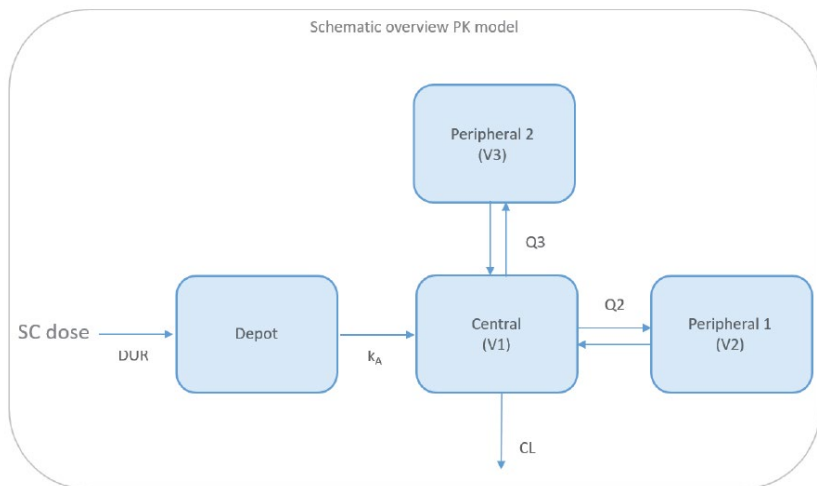 Schematic overview PK model
Peripheral 2
(V3)
Q3
SC dose
DUR
Depot
kA
Central
(V1)
Q2
Peripheral 1
(V2)
CL